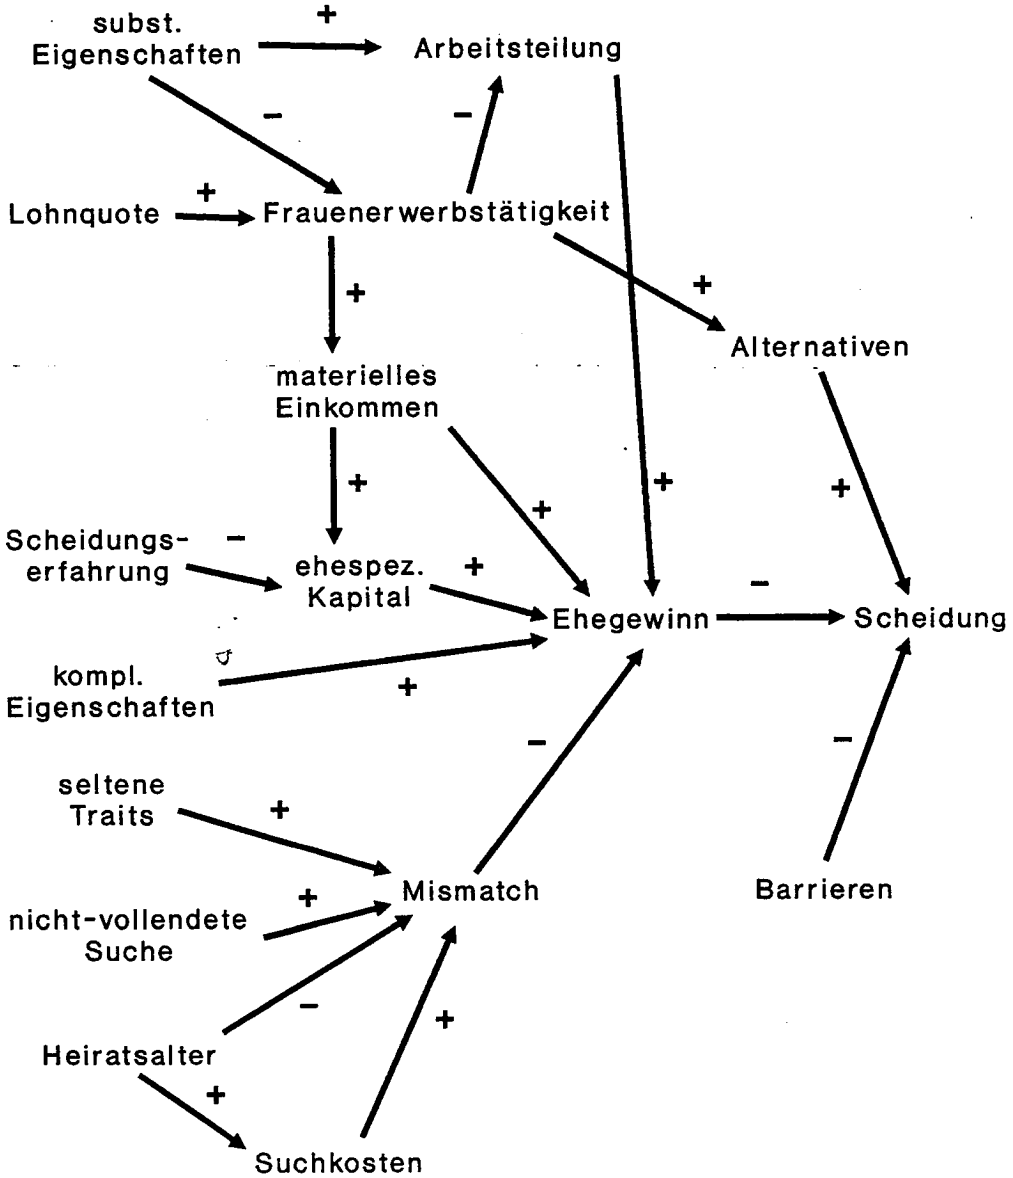 subst.
Eigenschaften
+
Arbeitsteilung
−
−
Lohnquote
+
Frauenerwerbstätigkeit
+
+
Alternativen
materielles
Einkommen
+
+
+
+
Scheidungs-
erfahrung
−
ehespez.
Kapital
+
Ehegewinn
−
Scheidung
kompl.
Eigenschaften
+
−
−
seltene
Traits
+
Mismatch
Barrieren
nicht-vollendete
Suche
+
−
+
Heiratsalter
+
Suchkosten